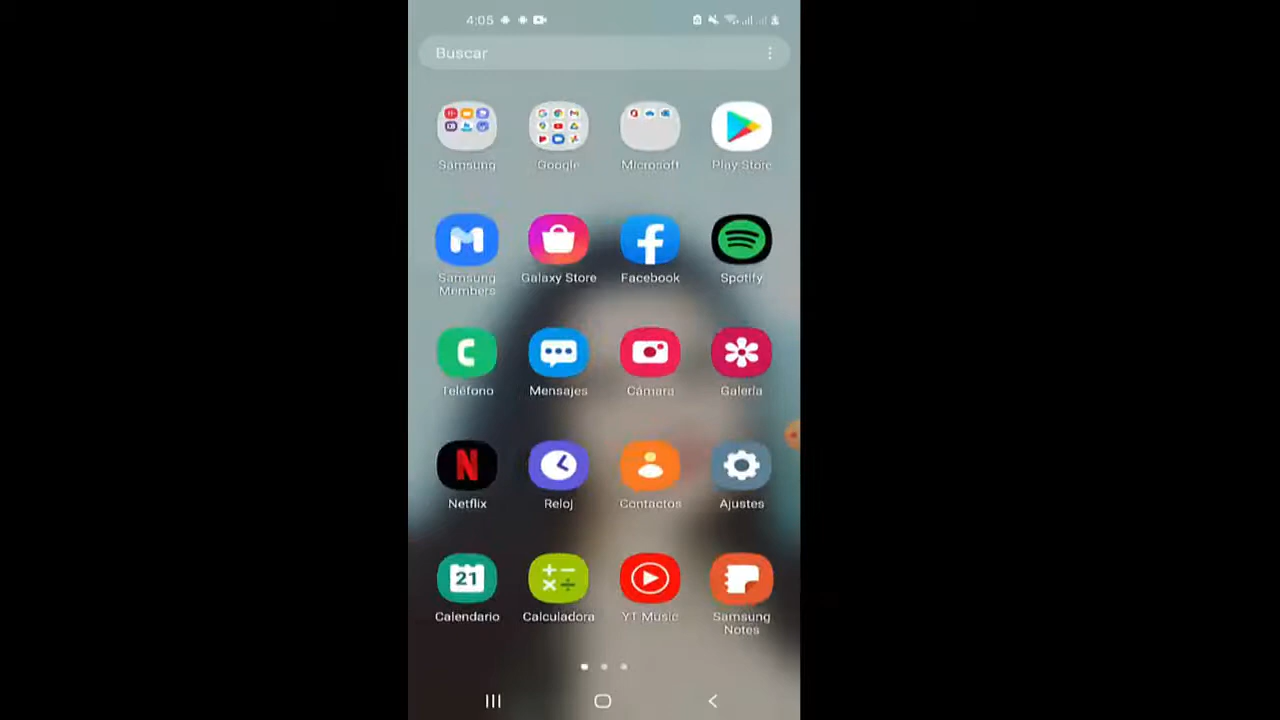 4:05
Buscar
Samsung
Google
Microsoft
Play Store
Samsung
Members
Galaxy Store
Facebook
Spotify
Teléfono
Mensajes
Cámara
Galería
Netflix
Reloj
Contactos
Ajustes
21
Calendario
Calculadora
YT Music
Samsung
Notes